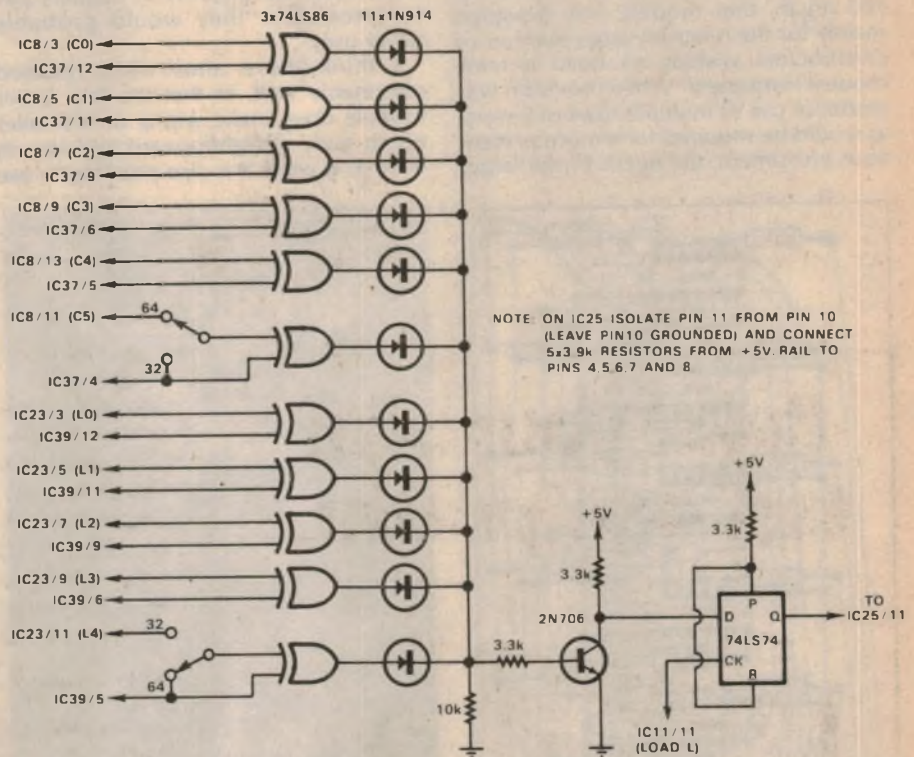 3x74LS86 11x1N914
IC8/3 (C0)
IC37/12
IC8/5 (C1)
IC37/11
IC8/7 (C2)
IC37/9
IC8/9 (C3)
IC37/6
IC8/13 (C4)
IC37/5
64
IC8/11 (C5)
32
IC37/4
NOTE: ON IC25 ISOLATE PIN 11 FROM PIN 10
(LEAVE PIN10 GROUNDED) AND CONNECT
5x3.9k RESISTORS FROM +5V. RAIL TO
PINS 4.5.6.7 AND 8
IC23/3 (L0)
IC39/12
IC23/5 (L1)
IC39/11
IC23/7 (L2)
IC39/9
IC23/9 (L3)
IC39/6
IC23/11 (L4)
32
64
IC39/5
3.3k
10k
+5V
3.3k
2N706
+5V
3.3k
P
D Q
74LS74
CK
R
TO
IC25/11
IC11/11
(LOAD L)